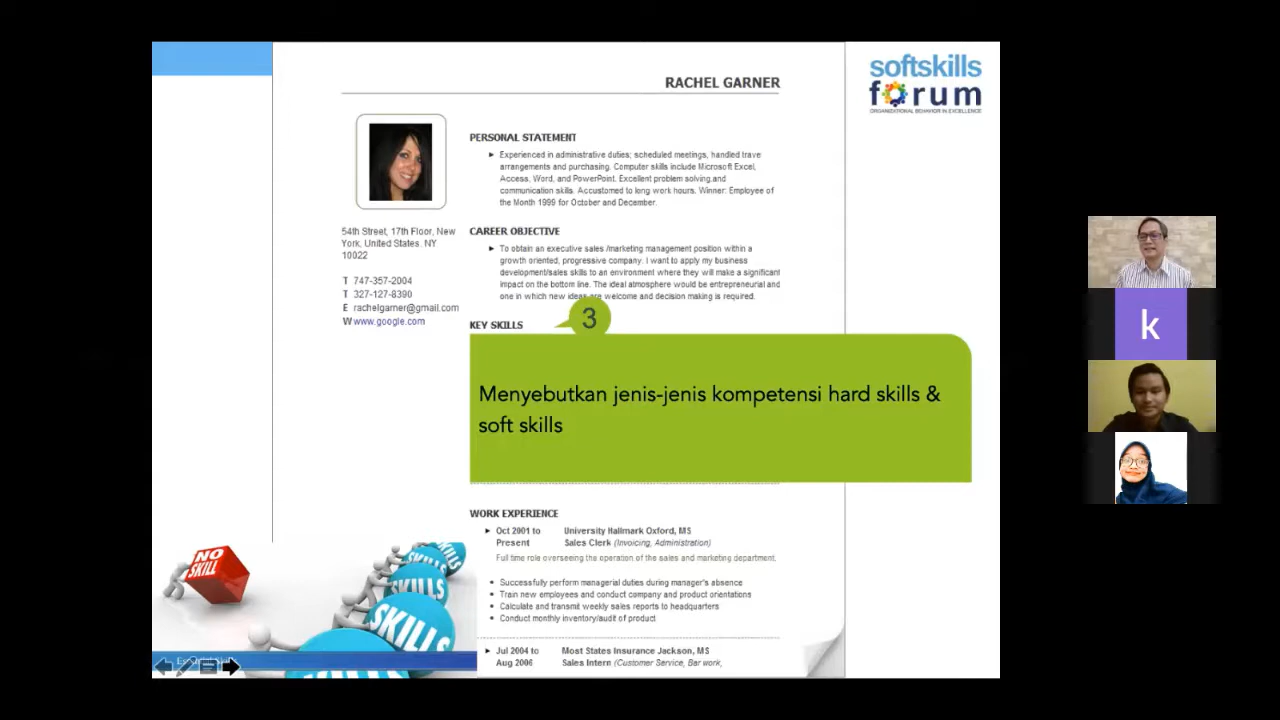 RACHEL GARNER
softskills
forum
ORGANIZATIONAL BEHAVIOR IN EXCELLENCE
PERSONAL STATEMENT
► Experienced in administrative duties; scheduled meetings, handled trave
arrangements and purchasing. Computer skills include Microsoft Excel,
Access, Word, and PowerPoint. Excellent problem solving,and
communication skills. Accustomed to long work hours. Winner: Employee of
the Month 1999 for October and December.
54th Street, 17th Floor, New
York, United States. NY
10022
T 747-357-2004
T 327-127-8390
E rachelgarner@gmail.com
W www.google.com
CAREER OBJECTIVE
► To obtain an executive sales /marketing management position within a
growth oriented, progressive company. I want to apply my business
development/sales skills to an environment where they will make a significant
impact on the bottom line. The ideal atmosphere would be entrepreneurial and
one in which new ideas are welcome and decision making is required.
KEY SKILLS
3
Menyebutkan jenis-jenis kompetensi hard skills &
soft skills
WORK EXPERIENCE
► Oct 2001 to University Hallmark Oxford, MS
Present Sales Clerk (Invoicing, Administration)
Full time role overseeing the operation of the sales and marketing department.
• Successfully perform managerial duties during manager's absence
• Train new employees and conduct company and product orientations
• Calculate and transmit weekly sales reports to headquarters
• Conduct monthly inventory/audit of product
► Jul 2004 to Most States Insurance Jackson, MS
Aug 2006 Sales Intern (Customer Service, Bar work,
NO
SKILL
SKILLS
SKILLS
SKILLS
k